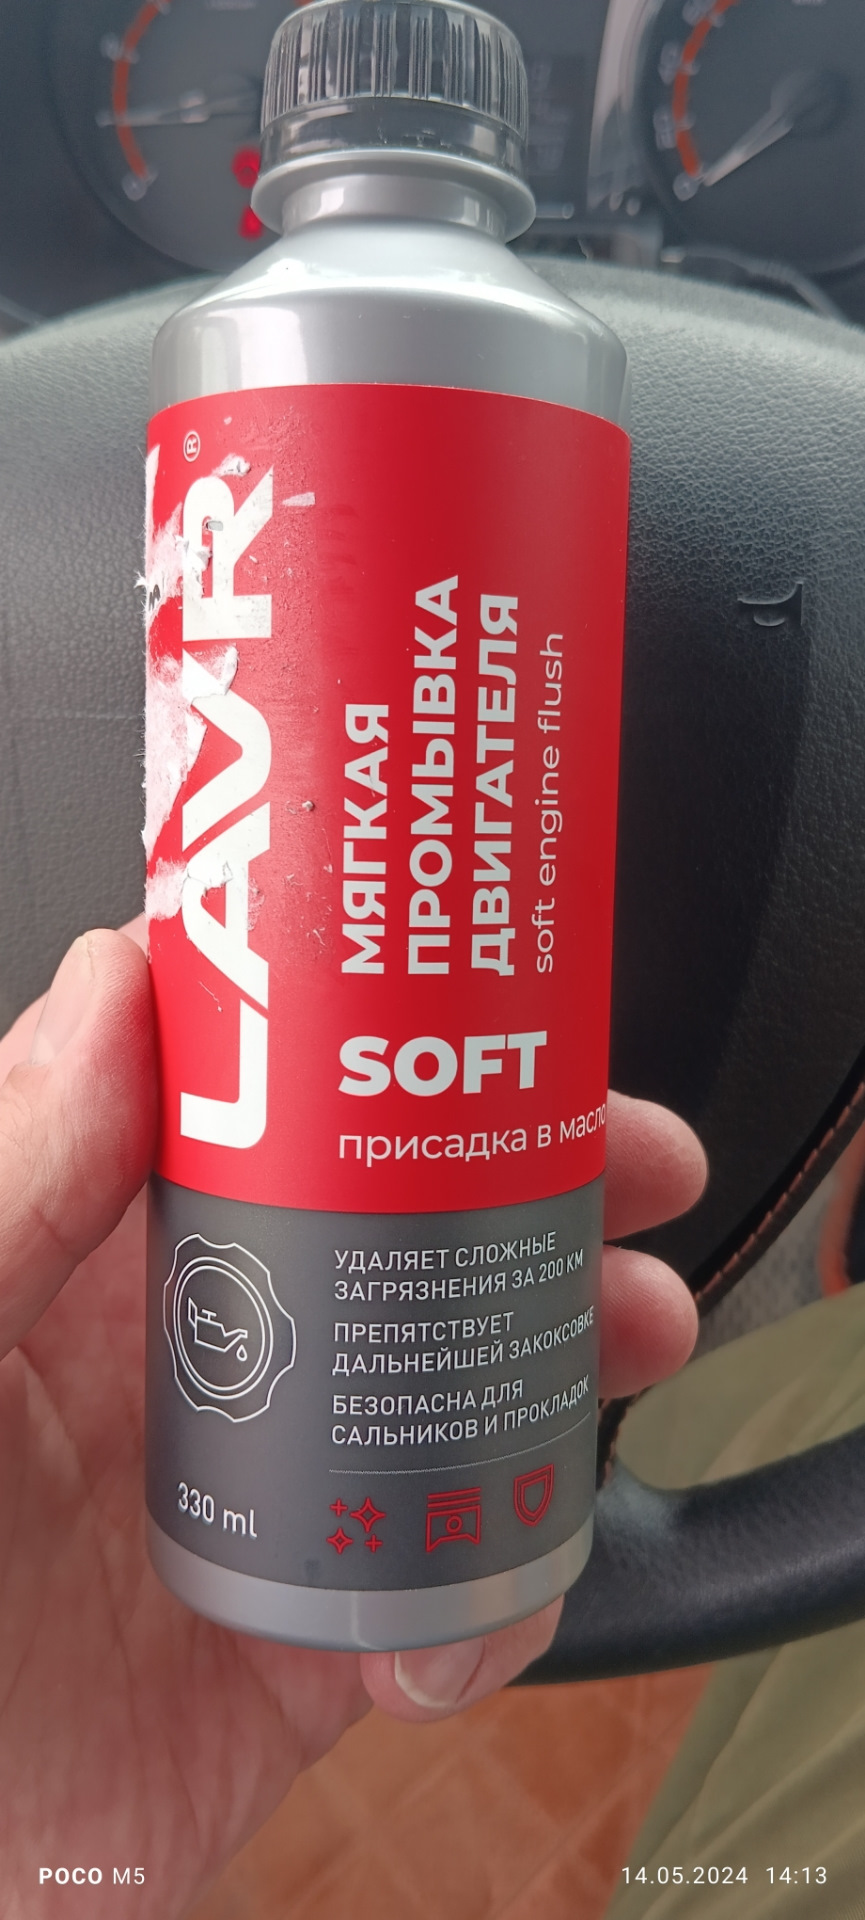 LAVR®
МЯГКАЯ
ПРОМЫВКА
ДВИГАТЕЛЯ
soft engine flush
SOFT
присадка в масло
УДАЛЯЕТ СЛОЖНЫЕ
ЗАГРЯЗНЕНИЯ ЗА 200 КМ
ПРЕПЯТСТВУЕТ
ДАЛЬНЕЙШЕЙ ЗАКОКСОВКЕ
БЕЗОПАСНА ДЛЯ
САЛЬНИКОВ И ПРОКЛАДОК
330 ml
POCO M5
14.05.2024 14:13